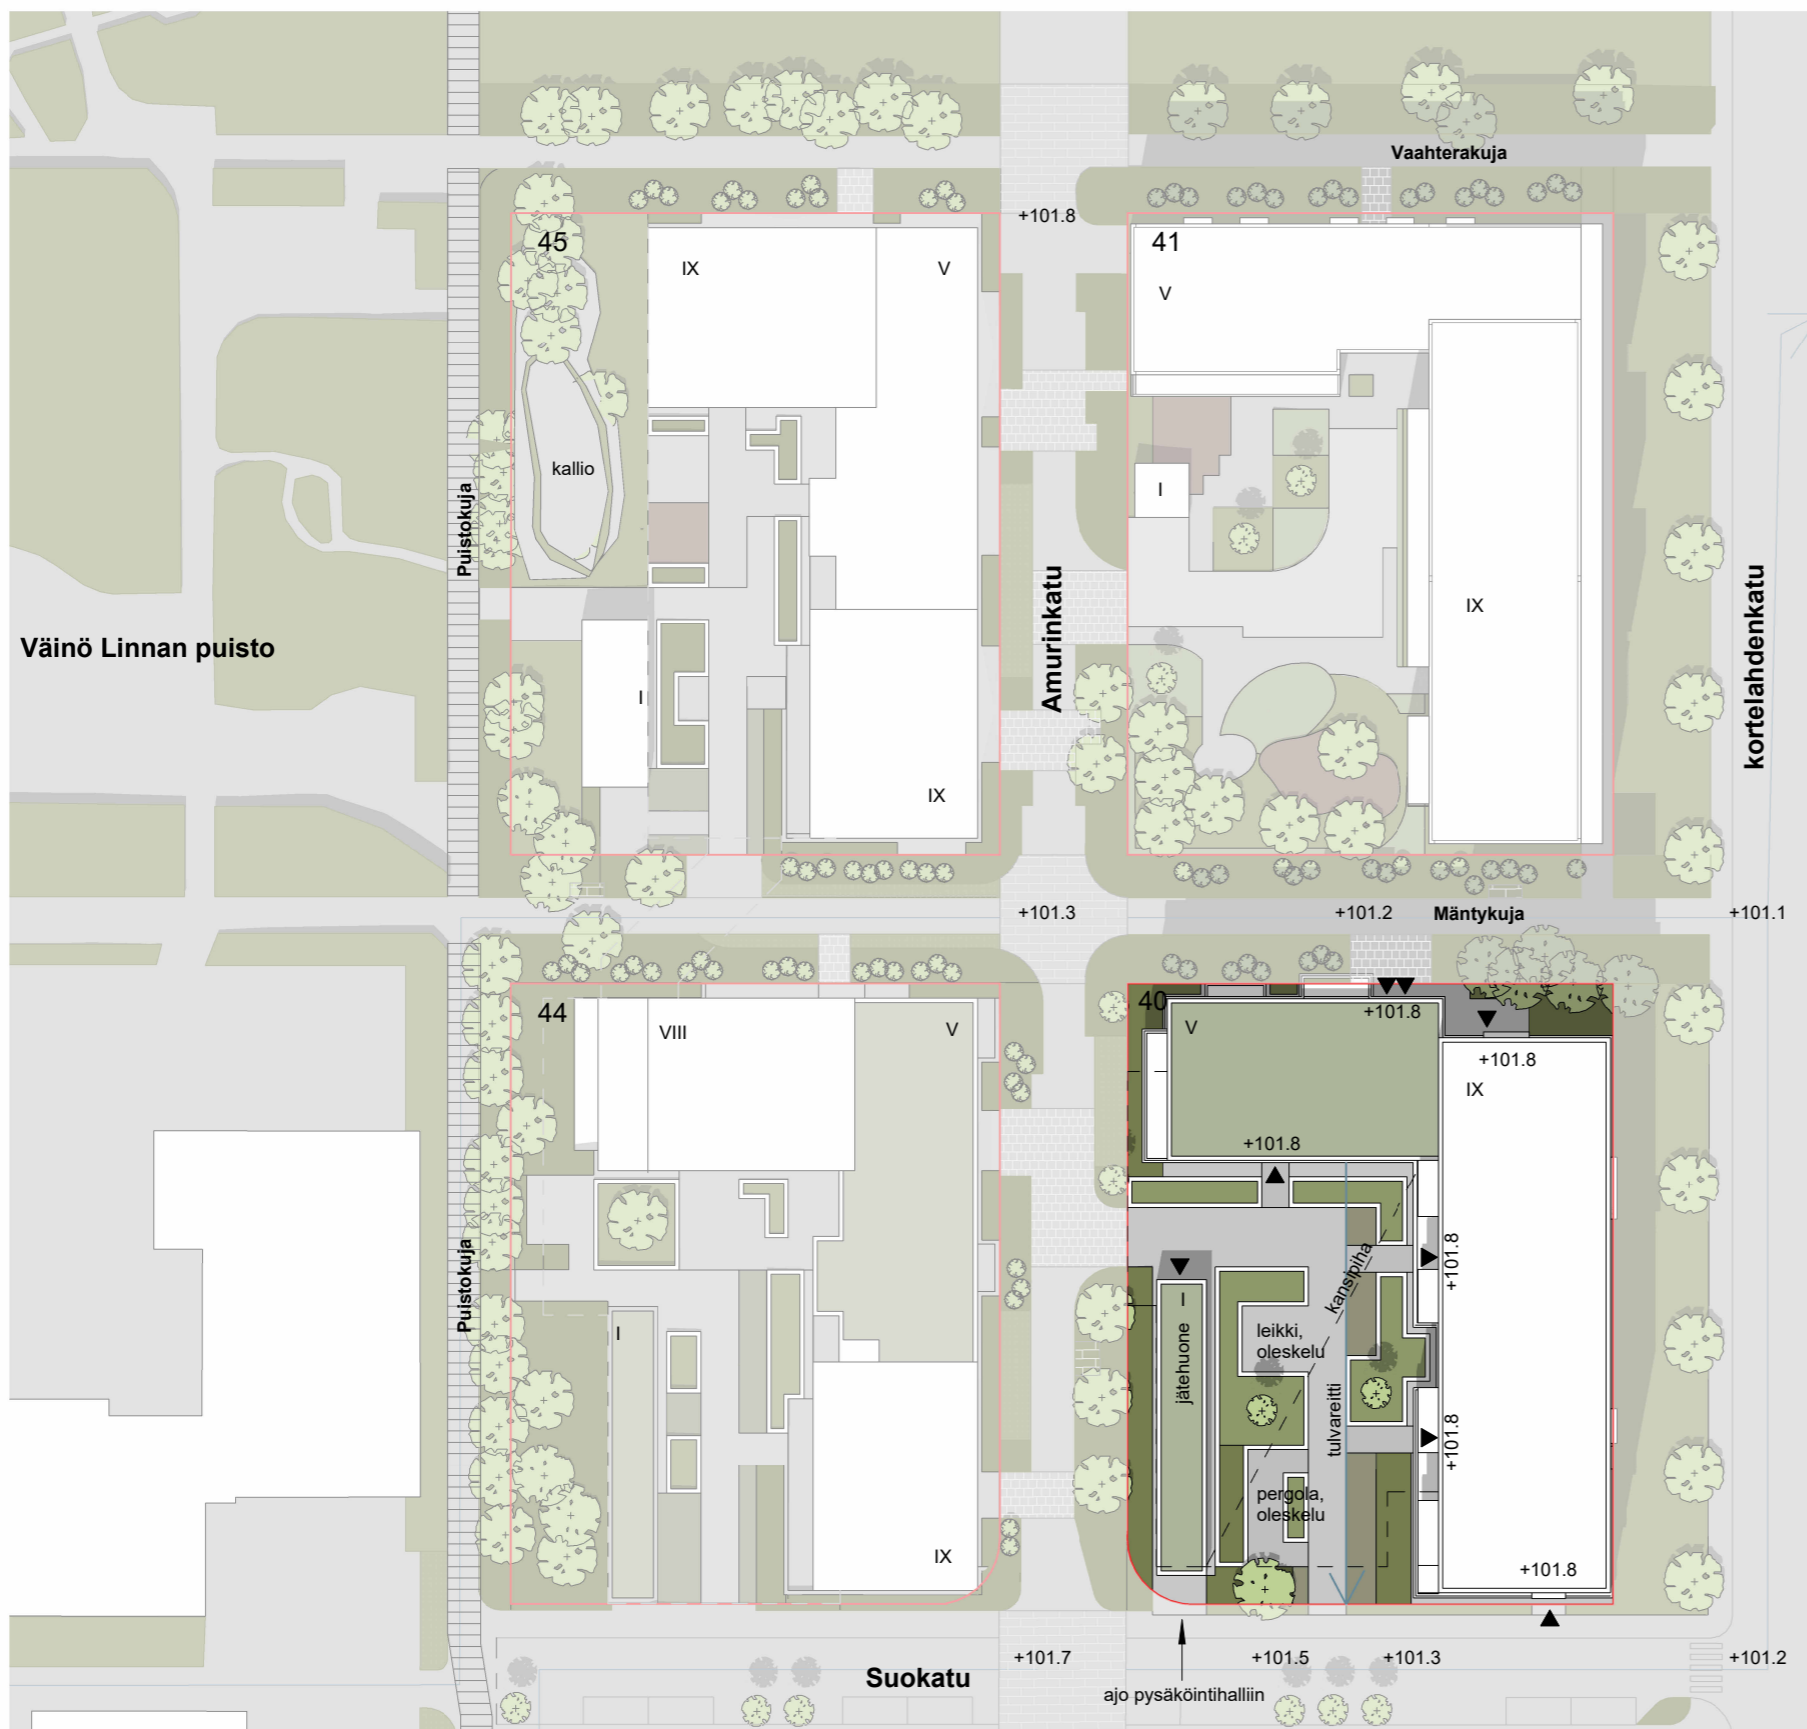 Vaahterakuja
+101.8
45
IX
V
41
V
kallio
I
Puistokuja
Väinö Linnan puisto
Amurinkatu
IX
kortelahdenkatu
I
IX
+101.3
+101.2
Mäntykuja
+101.1
44
VIII
V
40
V
+101.8
+101.8
IX
+101.8
+101.8
Puistokuja
kansipiha
I
I
jätehuone
leikki,
oleskelu
tulvareitti
+101.8
pergola,
oleskelu
IX
+101.8
Suokatu
+101.7
+101.5
+101.3
+101.2
ajo pysäköintihalliin